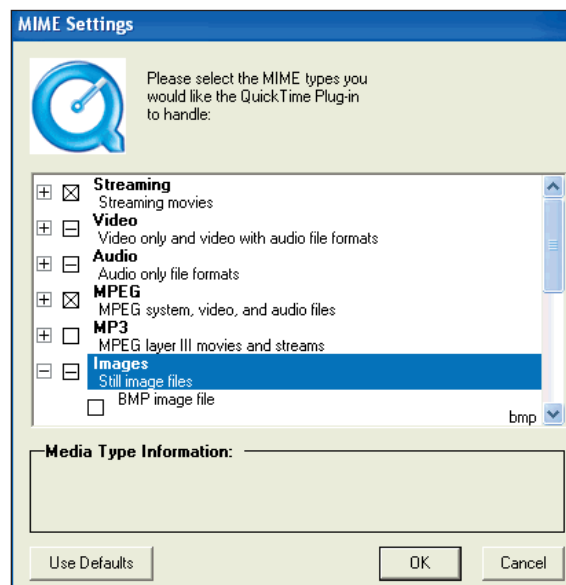 MIME Settings
Please select the MIME types you
would like the QuickTime Plug-in
to handle:
Streaming
Streaming movies
Video
Video only and video with audio file formats
Audio
Audio only file formats
MPEG
MPEG system, video, and audio files
MP3
MPEG layer III movies and streams
Images
Still image files
BMP image file
bmp
Media Type Information:
Use Defaults
OK
Cancel